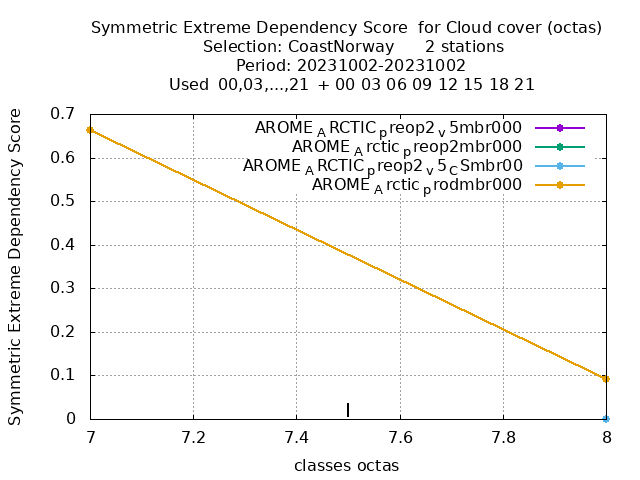 Symmetric Extreme Dependency Score  for Cloud cover (octas)
Selection: CoastNorway      2 stations
Period: 20231002-20231002
Used  00,03,...,21  + 00 03 06 09 12 15 18 21
Symmetric Extreme Dependency Score
AROME_ARCTIC_preop2_v5mbr000
AROME_Arctic_preop2mbr000
AROME_ARCTIC_preop2_v5_CSmbr00
AROME_Arctic_prodmbr000
0.7
0.6
0.5
0.4
0.3
0.2
0.1
0
7 7.2 7.4 7.6 7.8 8
classes octas